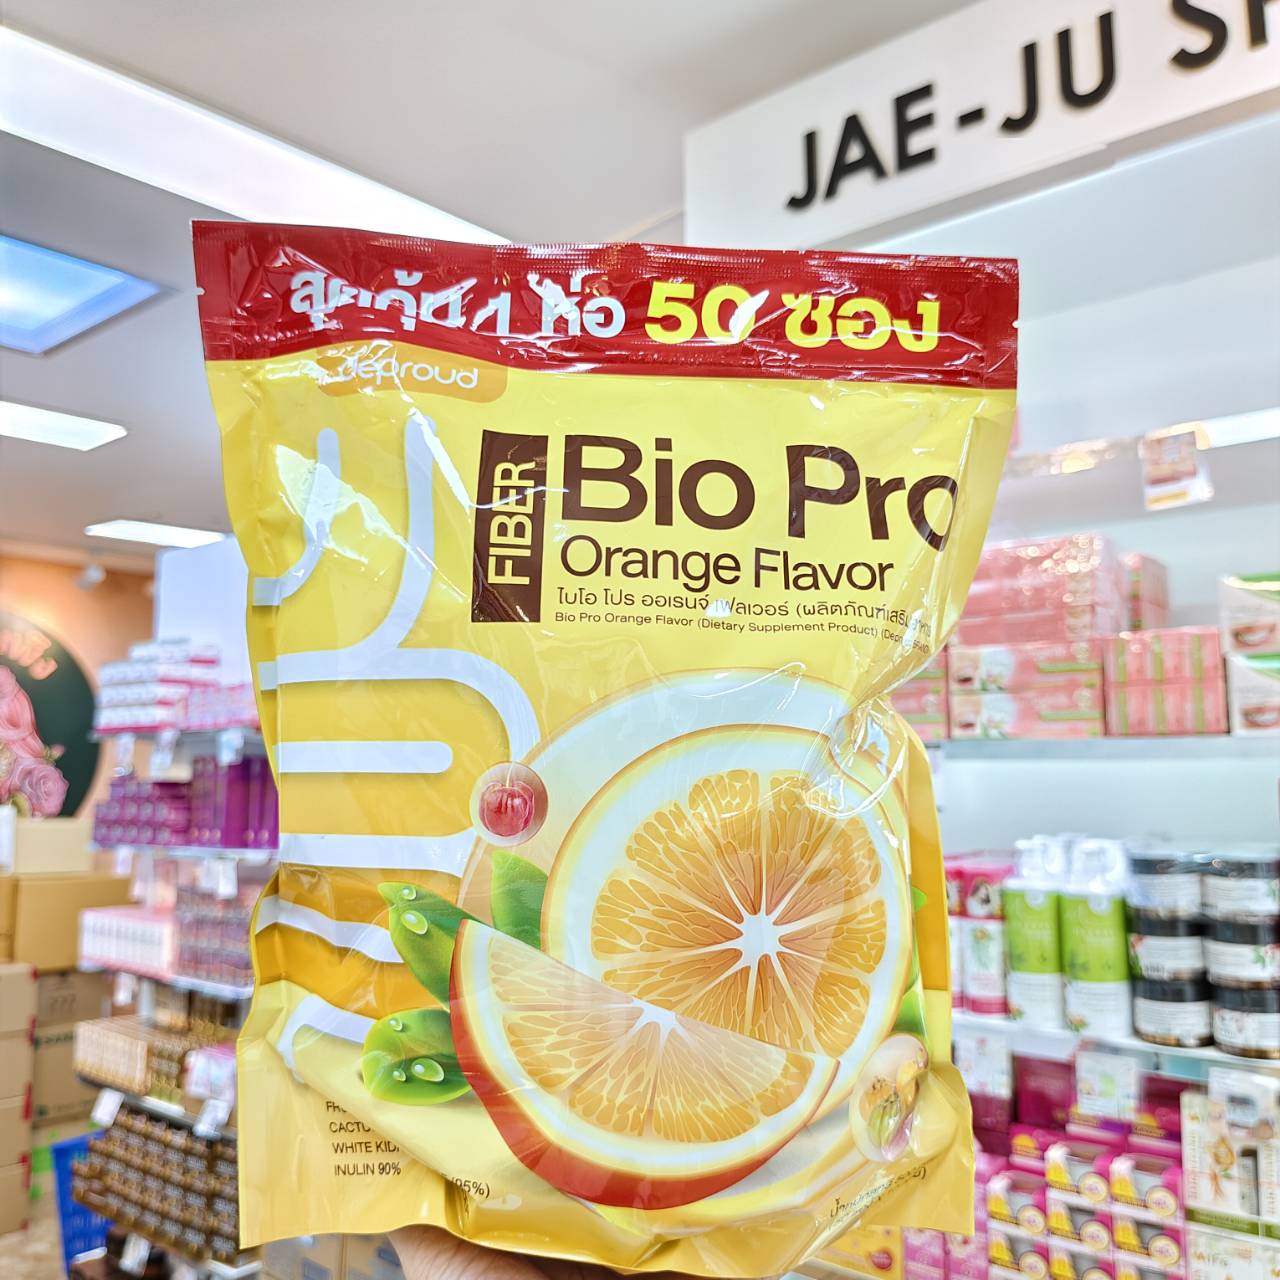 JAE-JU SH
สุดคุ้ม 1 ห่อ 50 ซอง
deproud
FIBER
Bio Pro
Orange Flavor
ไบโอ โปร ออเรนจ์ เฟลเวอร์ (ผลิตภัณฑ์เสริมอาหาร
Bio Pro Orange Flavor (Dietary Supplement Product)
CACTU
WHITE KID
INULIN 90%
(95%)